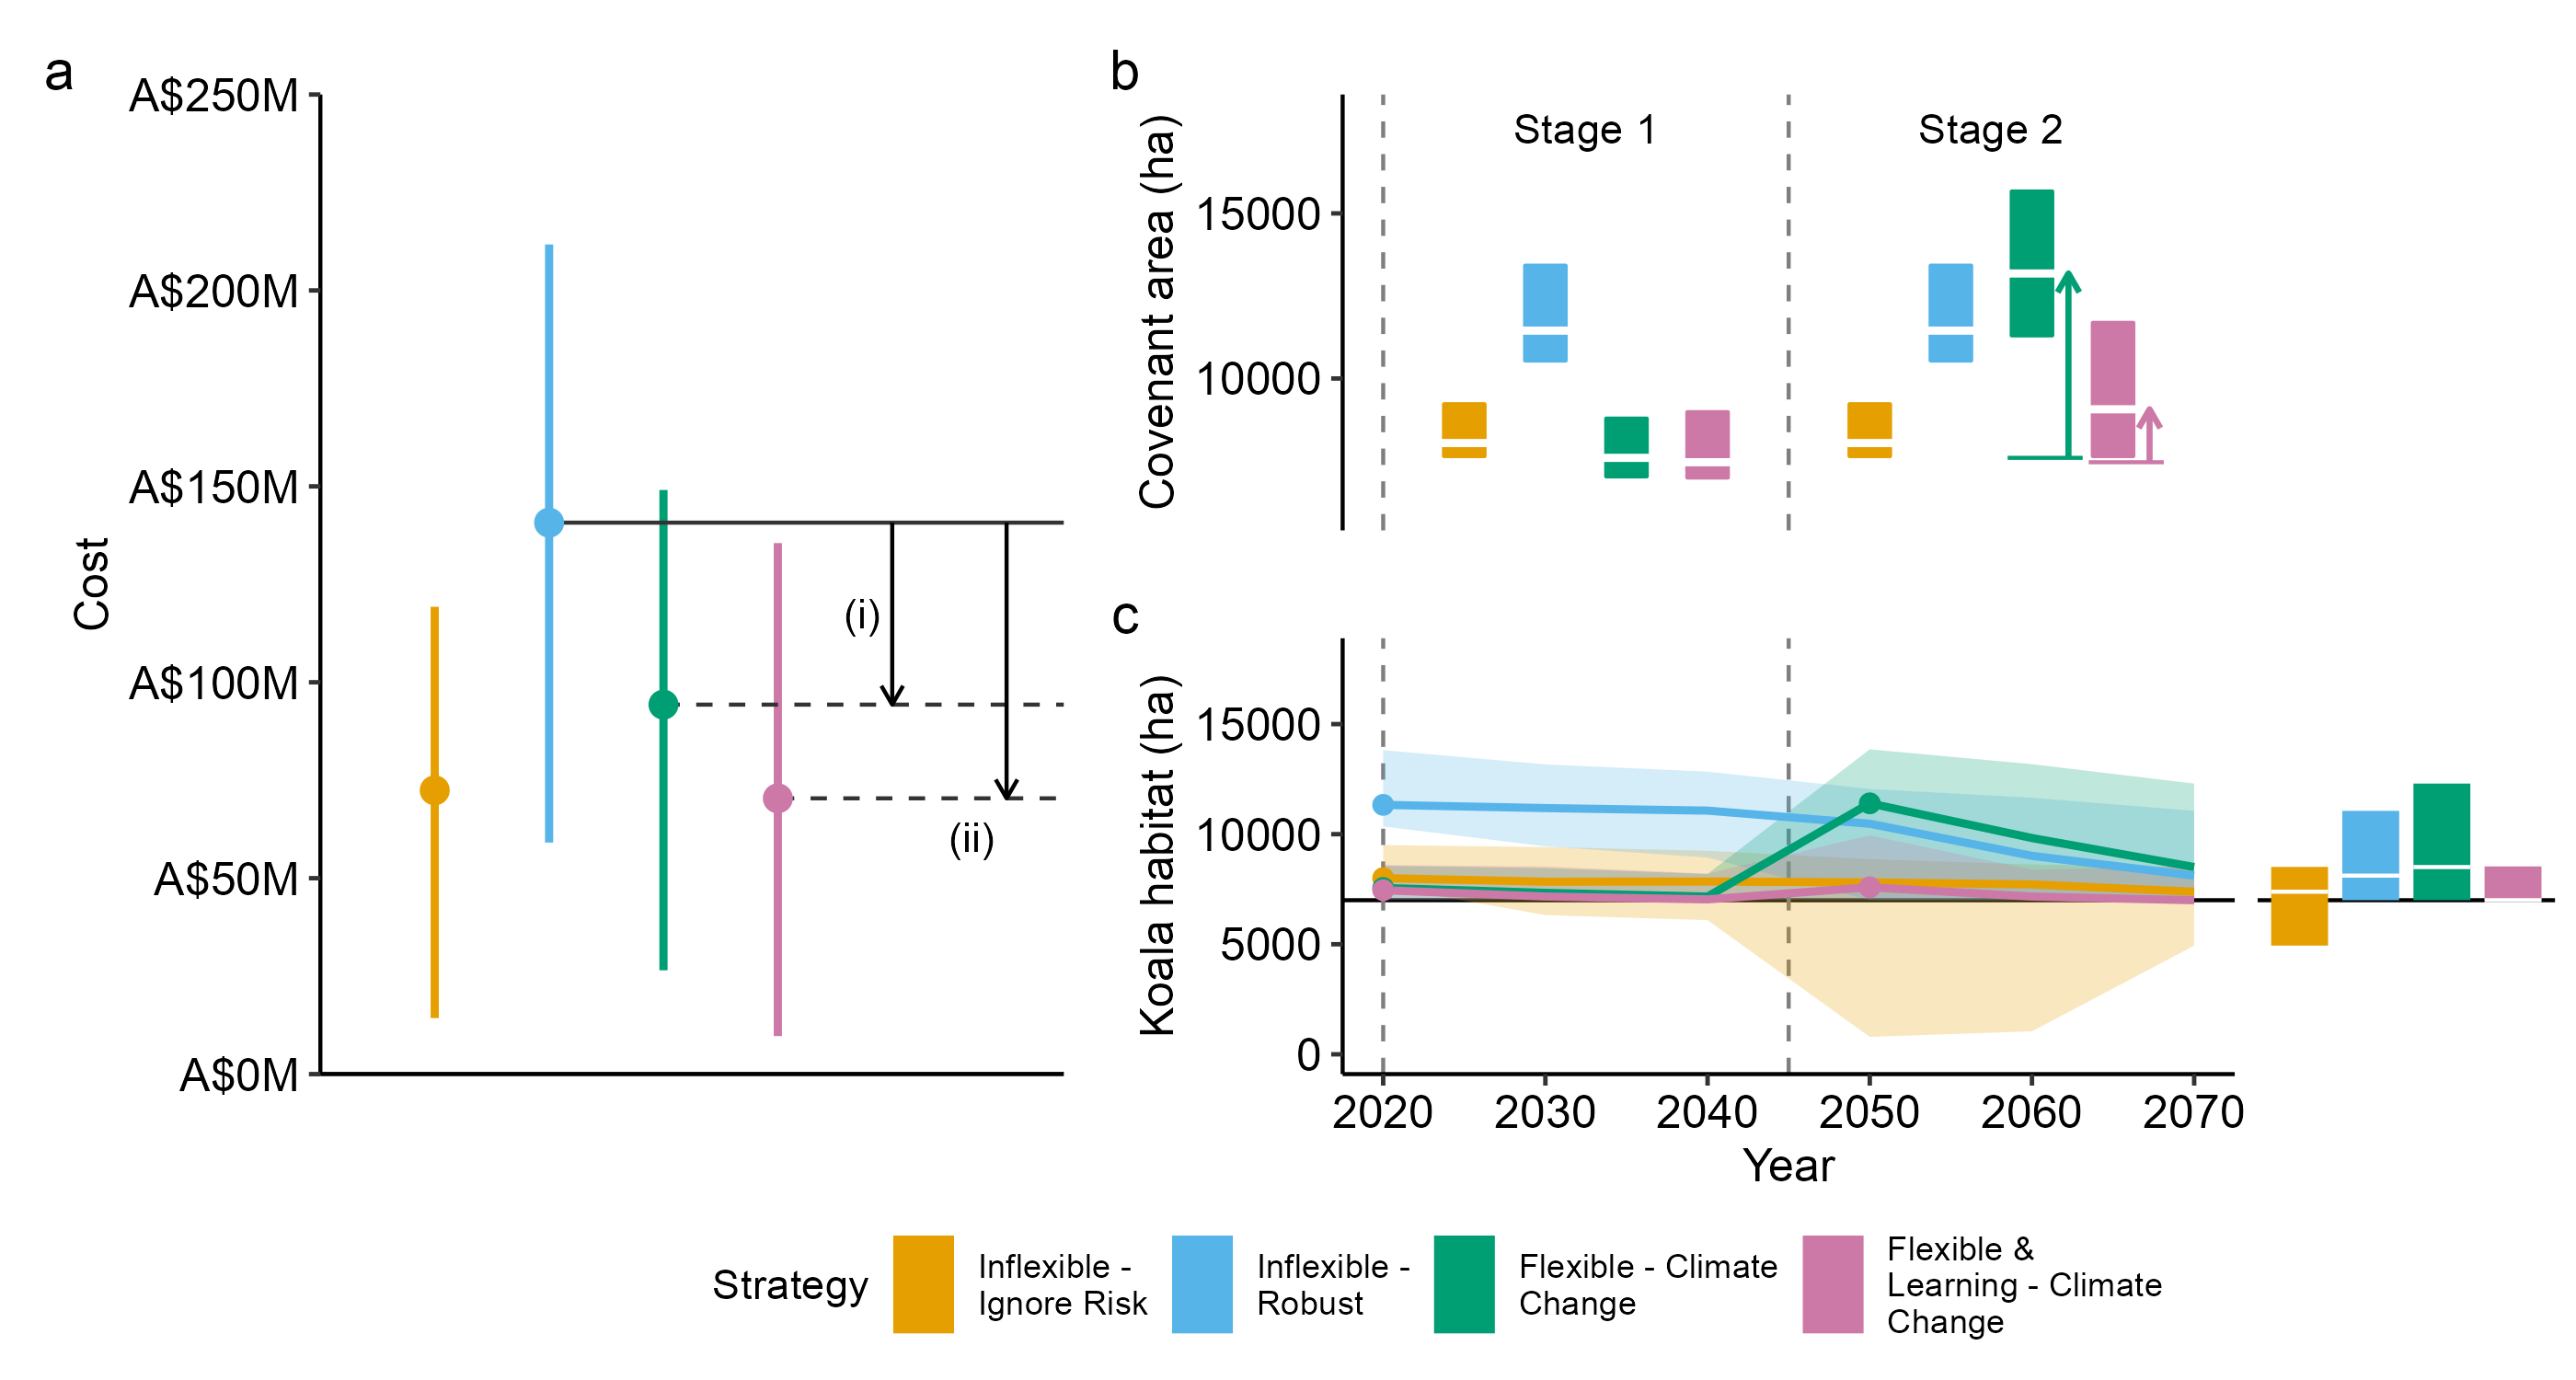 a
A$250M
A$200M
A$150M
A$100M
A$50M
A$0M
Cost
(i)
(ii)
b
Covenant area (ha)
15000
10000
Stage 1
Stage 2
c
Koala habitat (ha)
15000
10000
5000
0
2020 2030 2040 2050 2060 2070
Year
Strategy
Inflexible -
Ignore Risk
Inflexible -
Robust
Flexible - Climate
Change
Flexible &
Learning - Climate
Change